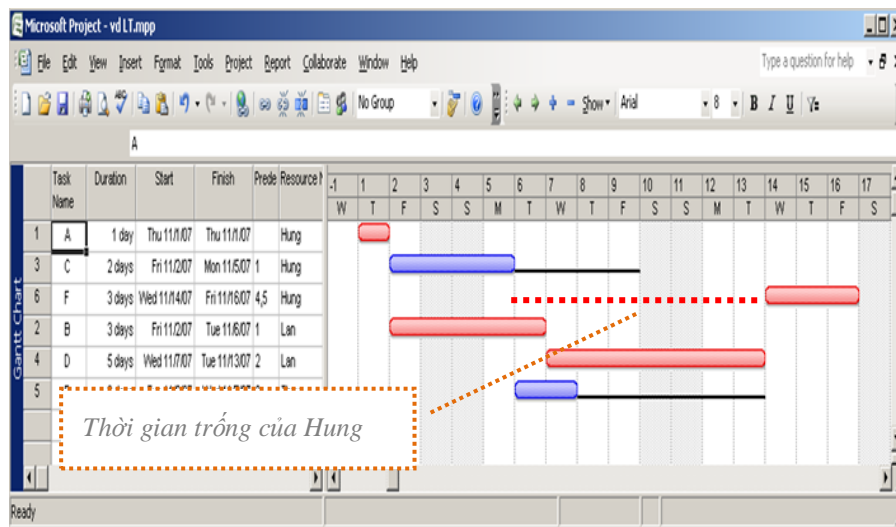 Microsoft Project - vd LT.mpp
File Edit View Insert Format Tools Project Report Collaborate Window Help Type a question for help
No Group Show Arial 8 B I U
A
Task Name Duration Start Finish Prede Resource N
-1 1 2 3 4 5 6 7 8 9 10 11 12 13 14 15 16 17
W T F S S M T W T F S S M T W T F S
1 A 1 day Thu 11/1/07 Thu 11/1/07 Hung
3 C 2 days Fri 11/2/07 Mon 11/5/07 1 Hung
6 F 3 days Wed 11/14/07 Fri 11/16/07 4,5 Hung
2 B 3 days Fri 11/2/07 Tue 11/6/07 1 Lan
4 D 5 days Wed 11/7/07 Tue 11/13/07 2 Lan
5
Gantt Chart
Thời gian trống của Hung
Ready